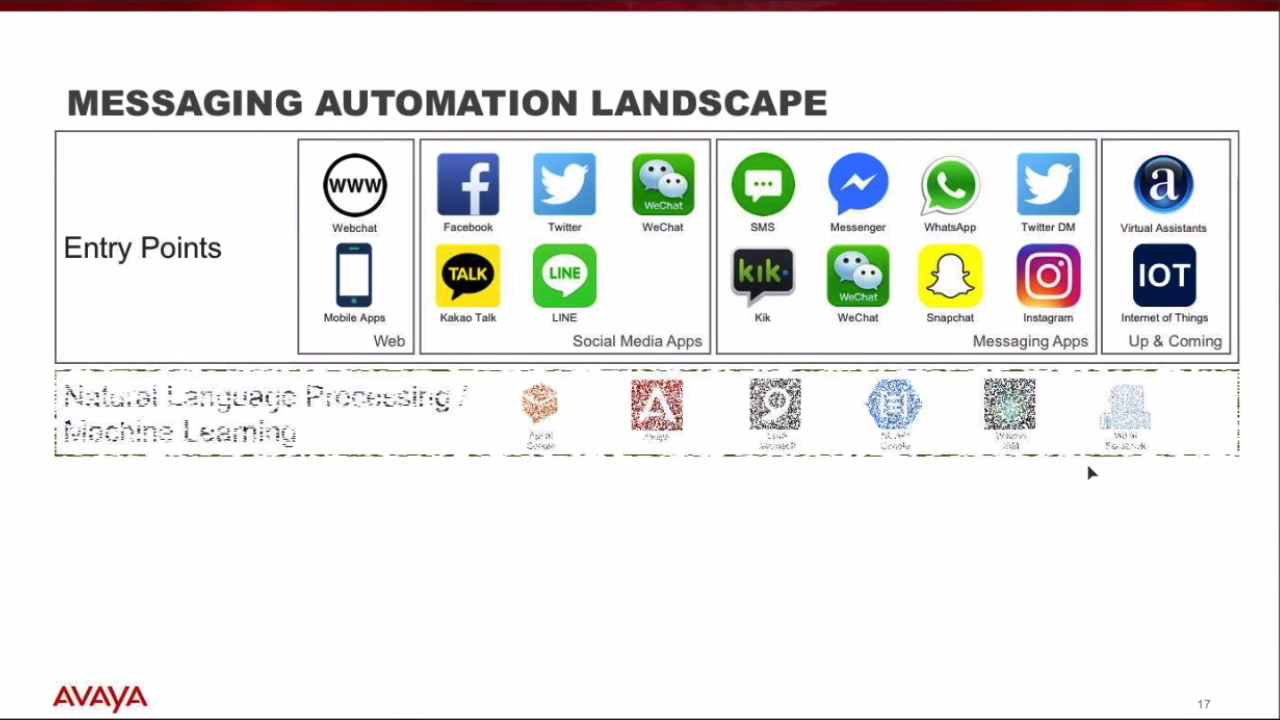 MESSAGING AUTOMATION LANDSCAPE
Entry Points
WWW
Webchat
Mobile Apps
Web
Facebook
Twitter
WeChat
WeChat
TALK
Kakao Talk
LINE
LINE
Social Media Apps
SMS
Messenger
WhatsApp
Twitter DM
kik
Kik
WeChat
WeChat
Snapchat
Instagram
Messaging Apps
a
Virtual Assistants
IOT
Internet of Things
Up & Coming
Natural Language Processing /
Machine Learning
A
AVAYA
17